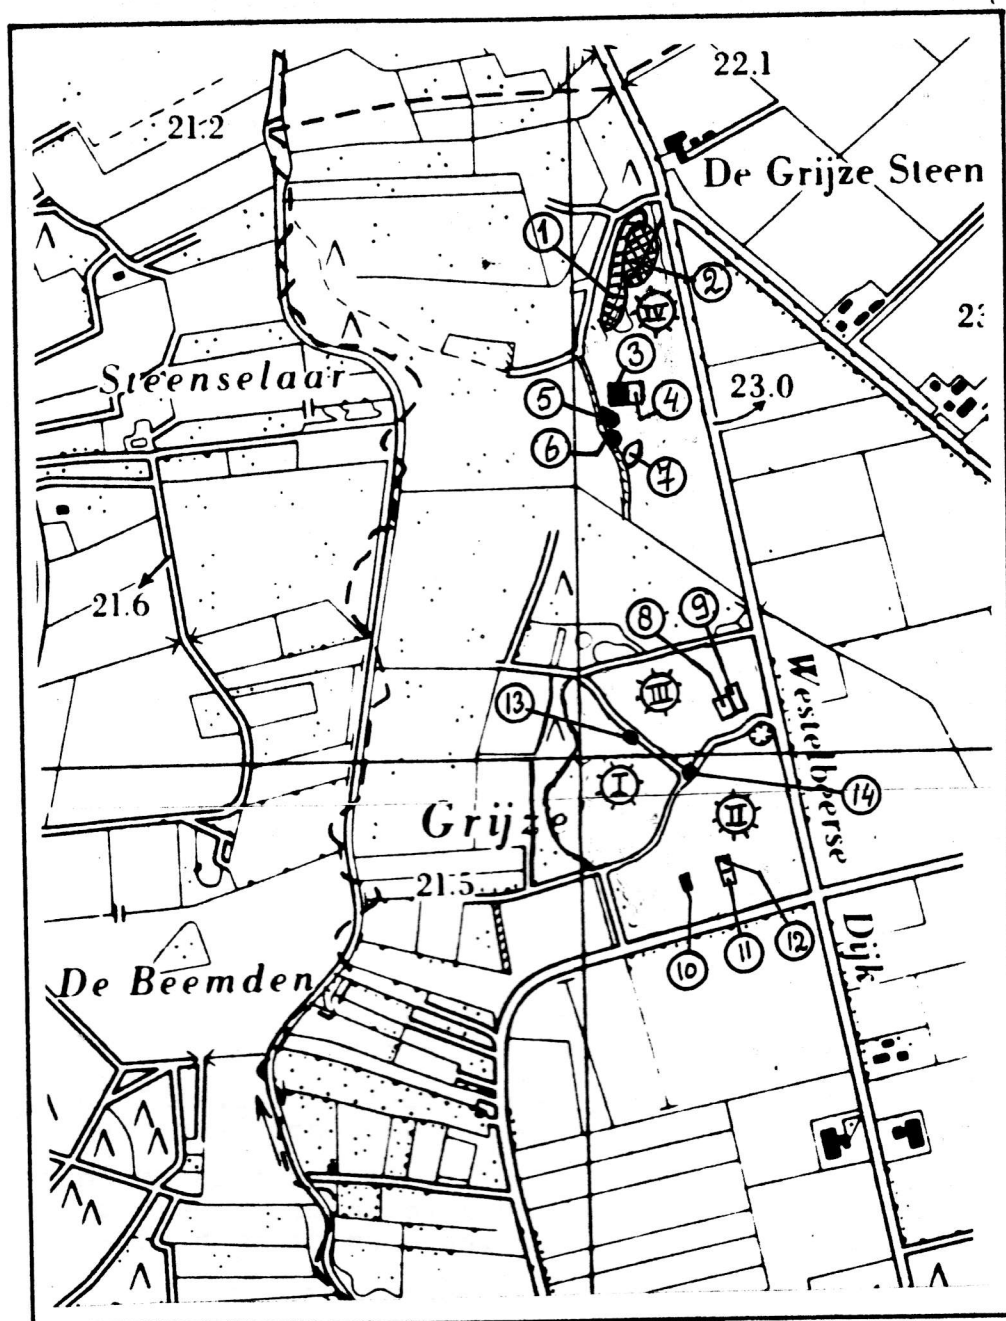 22.1
21.2
De Grijze Steen
1
2
IV
23:
Steenselaar
3
23.0
5
4
6
7
21.6
8
9
III
13
Westelbeerse Dijk
I
14
II
Grijze
21.5
10
11
12
De Beemden